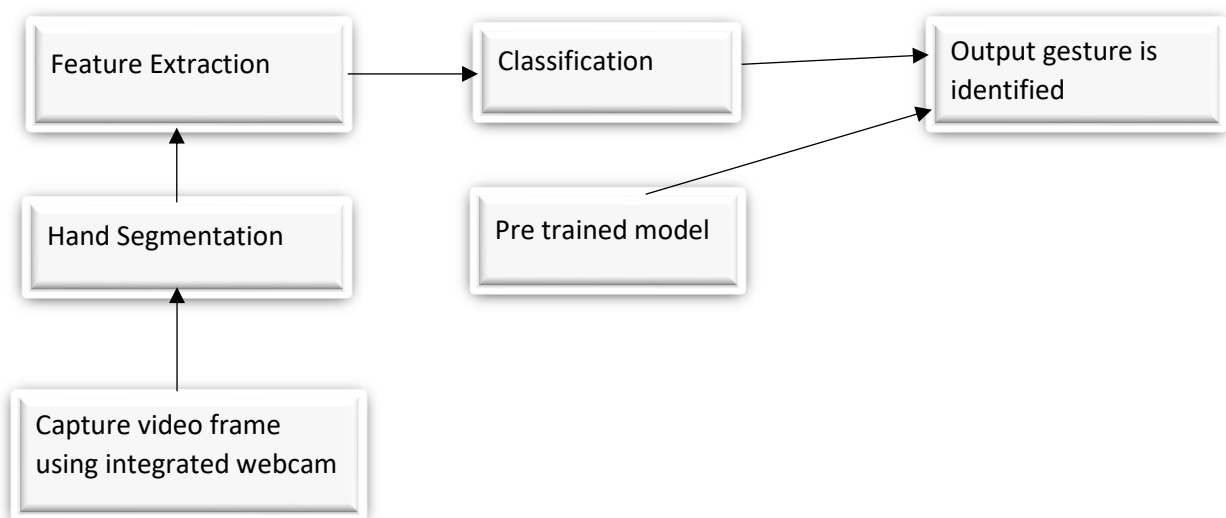 Feature Extraction
Classification
Output gesture is
identified
Hand Segmentation
Pre trained model
Capture video frame
using integrated webcam